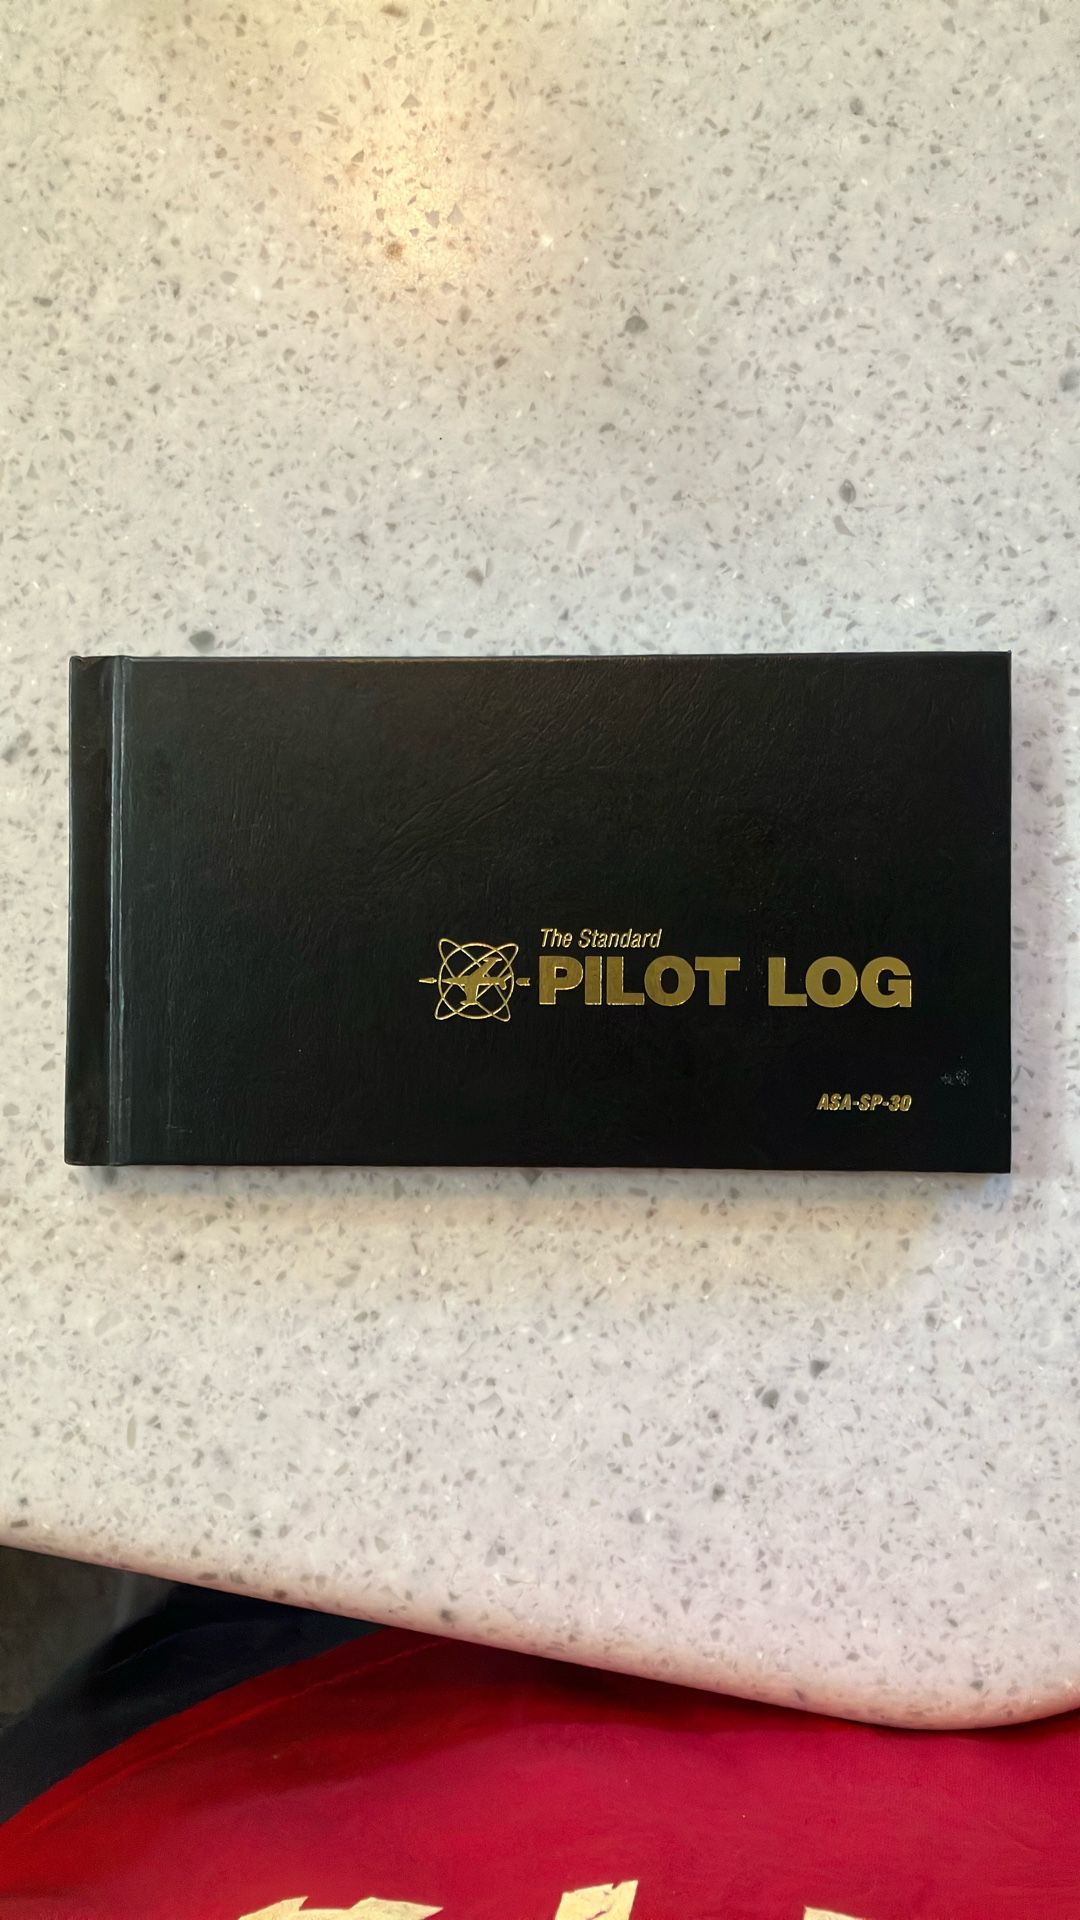 The Standard
PILOT LOG
ASA-SP-30